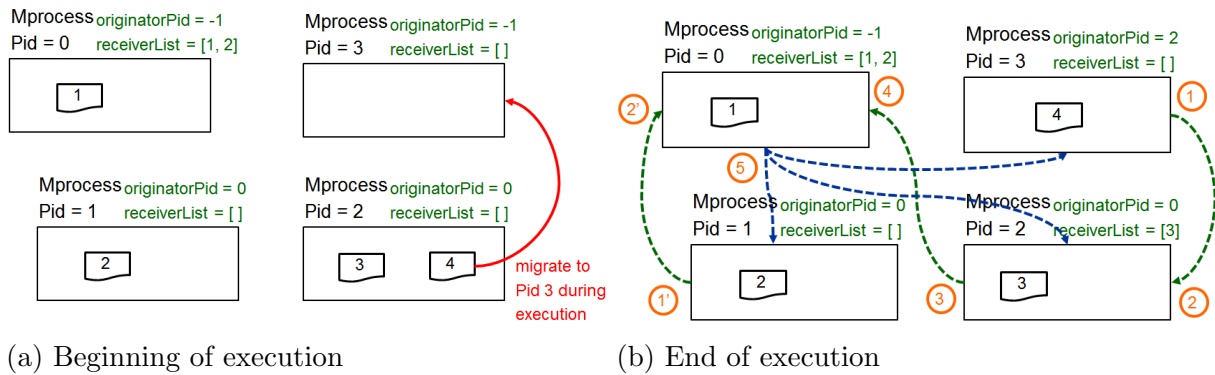 Mprocess originatorPid = -1
Pid = 0 receiverList = [1, 2]
1
Mprocess originatorPid = -1
Pid = 3 receiverList = [ ]
Mprocess originatorPid = 0
Pid = 1 receiverList = [ ]
2
Mprocess originatorPid = 0
Pid = 2 receiverList = [ ]
3 4
migrate to
Pid 3 during
execution
(a) Beginning of execution
Mprocess originatorPid = -1
Pid = 0 receiverList = [1, 2]
2' 1 4
5
Mprocess originatorPid = 2
Pid = 3 receiverList = [ ]
4 1
Mprocess originatorPid = 0
Pid = 1 receiverList = [ ]
1' 2
Mprocess originatorPid = 0
Pid = 2 receiverList = [3]
3 3 2
(b) End of execution